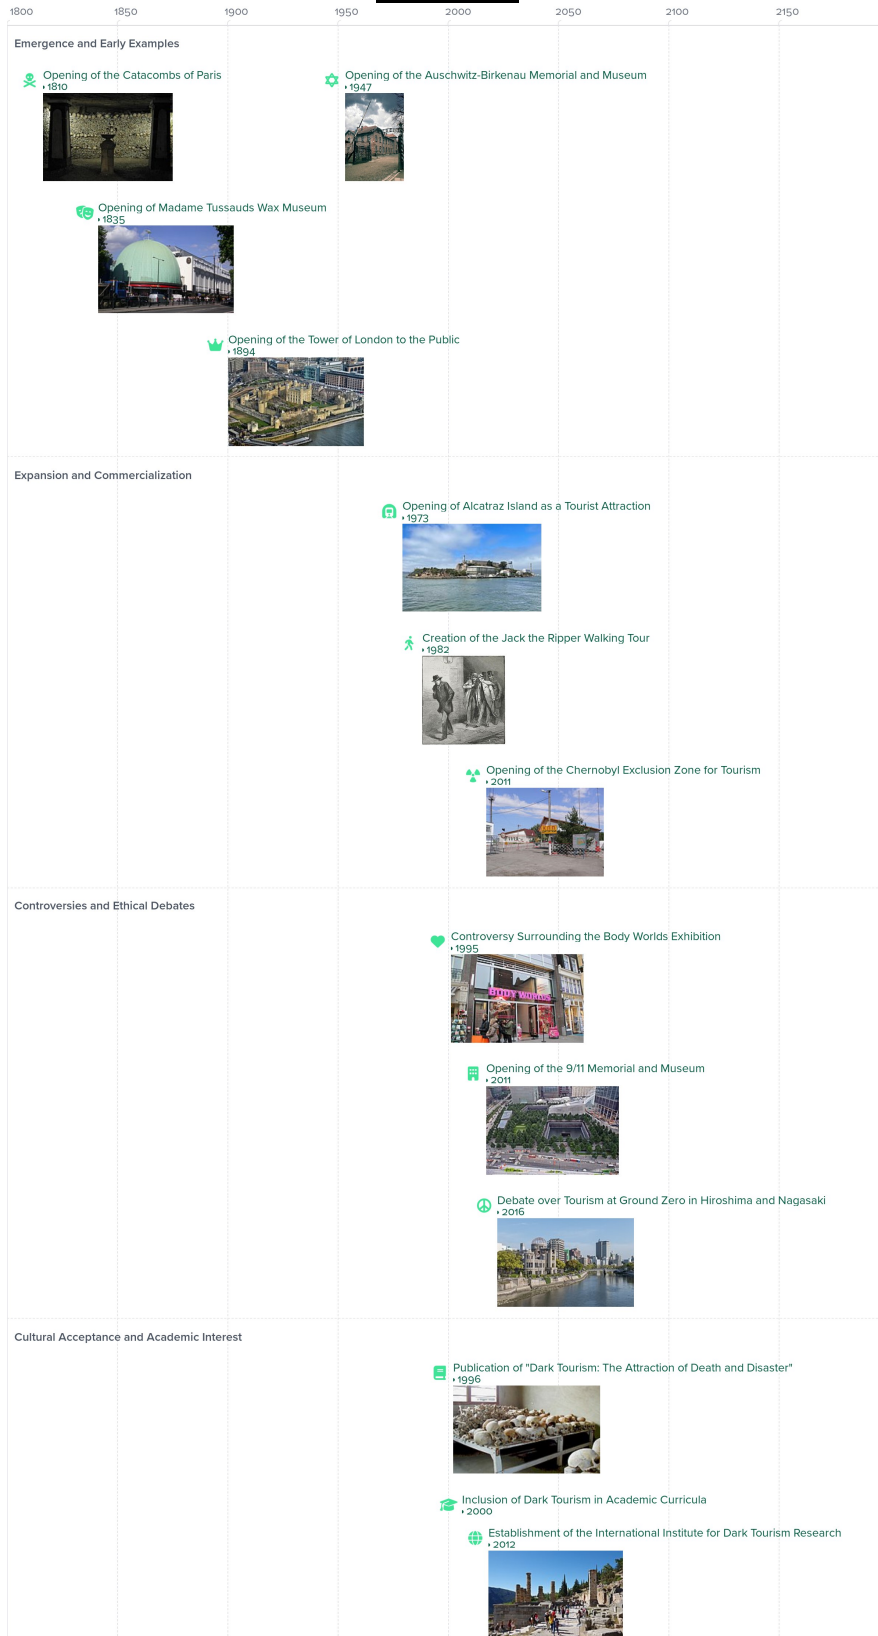 1800 1850 1900 1950 2000 2050 2100 2150
Emergence and Early Examples
Opening of the Catacombs of Paris
1810
Opening of the Auschwitz-Birkenau Memorial and Museum
1947
Opening of Madame Tussauds Wax Museum
1835
Opening of the Tower of London to the Public
1894
Expansion and Commercialization
Opening of Alcatraz Island as a Tourist Attraction
1973
Creation of the Jack the Ripper Walking Tour
1982
Opening of the Chernobyl Exclusion Zone for Tourism
2011
Controversies and Ethical Debates
Controversy Surrounding the Body Worlds Exhibition
1995
BODY WORLDS
Opening of the 9/11 Memorial and Museum
2011
Debate over Tourism at Ground Zero in Hiroshima and Nagasaki
2016
Cultural Acceptance and Academic Interest
Publication of "Dark Tourism: The Attraction of Death and Disaster"
1996
Inclusion of Dark Tourism in Academic Curricula
2000
Establishment of the International Institute for Dark Tourism Research
2012